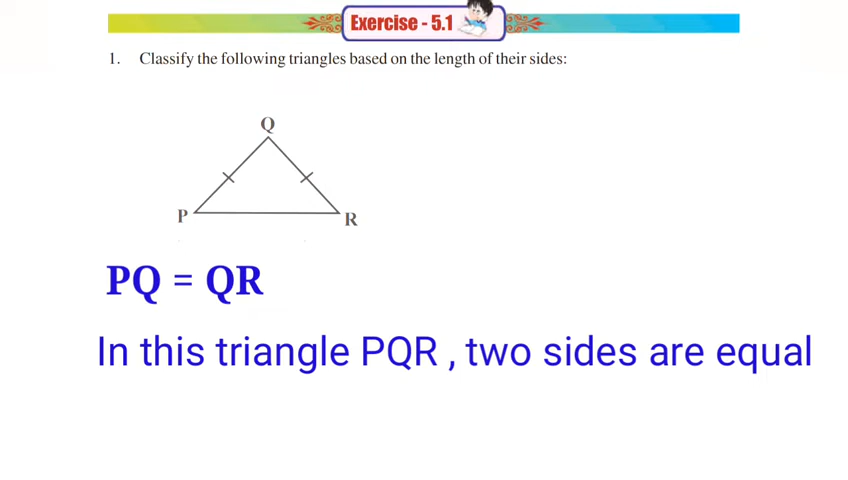 Exercise - 5.1
1. Classify the following triangles based on the length of their sides:
Q
P
R
PQ = QR
In this triangle PQR , two sides are equal